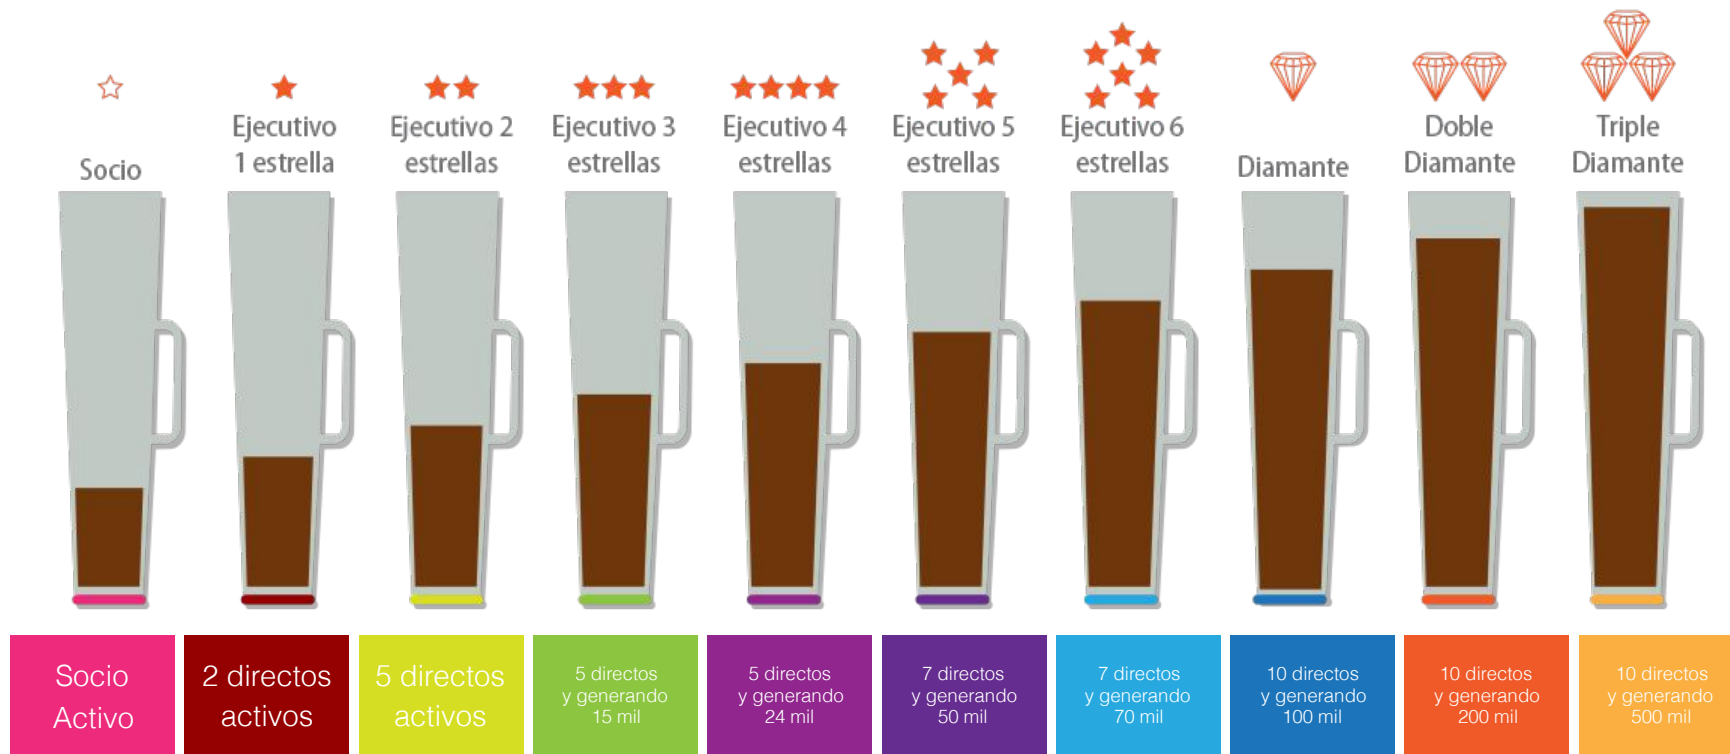 Socio
Ejecutivo
1 estrella
Ejecutivo 2
estrellas
Ejecutivo 3
estrellas
Ejecutivo 4
estrellas
Ejecutivo 5
estrellas
Ejecutivo 6
estrellas
Diamante
Doble
Diamante
Triple
Diamante
Socio
Activo
2 directos
activos
5 directos
activos
5 directos
y generando
15 mil
5 directos
y generando
24 mil
7 directos
y generando
50 mil
7 directos
y generando
70 mil
10 directos
y generando
100 mil
10 directos
y generando
200 mil
10 directos
y generando
500 mil